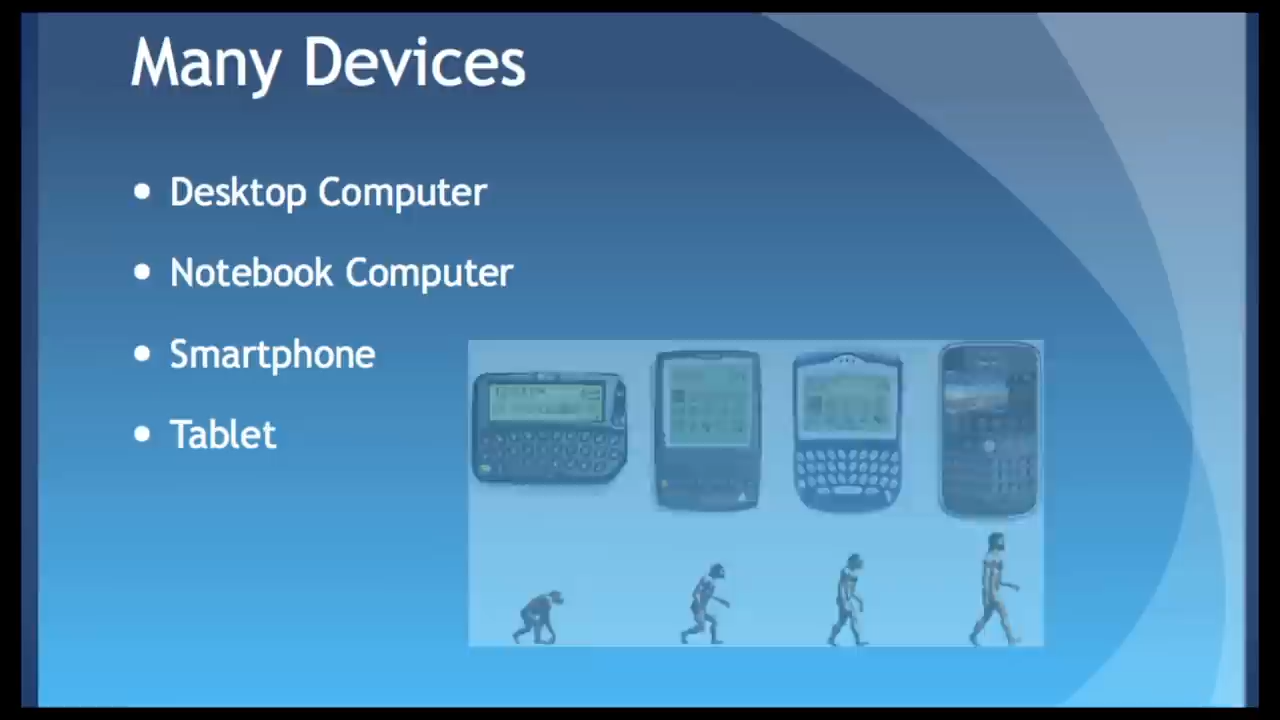 Many Devices
• Desktop Computer
• Notebook Computer
• Smartphone
• Tablet